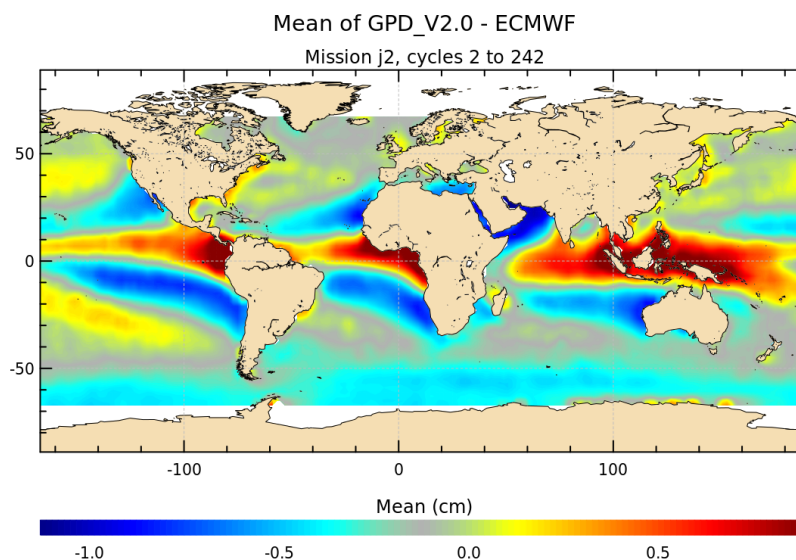 Mean of GPD_V2.0 - ECMWF
Mission j2, cycles 2 to 242
50
0
-50
-100 0 100
Mean (cm)
-1.0 -0.5 0.0 0.5